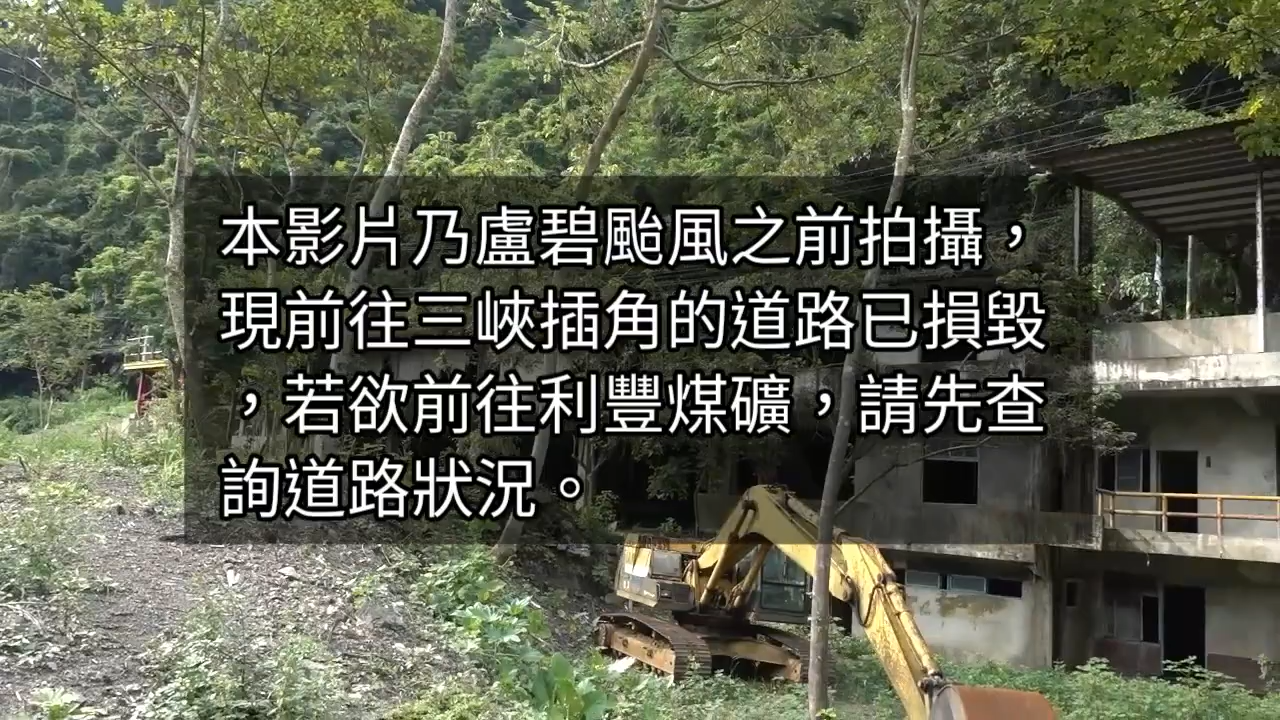 本影片乃盧碧颱風之前拍攝，
現前往三峽插角的道路已損毀
，若欲前往利豐煤礦，請先查
詢道路狀況。